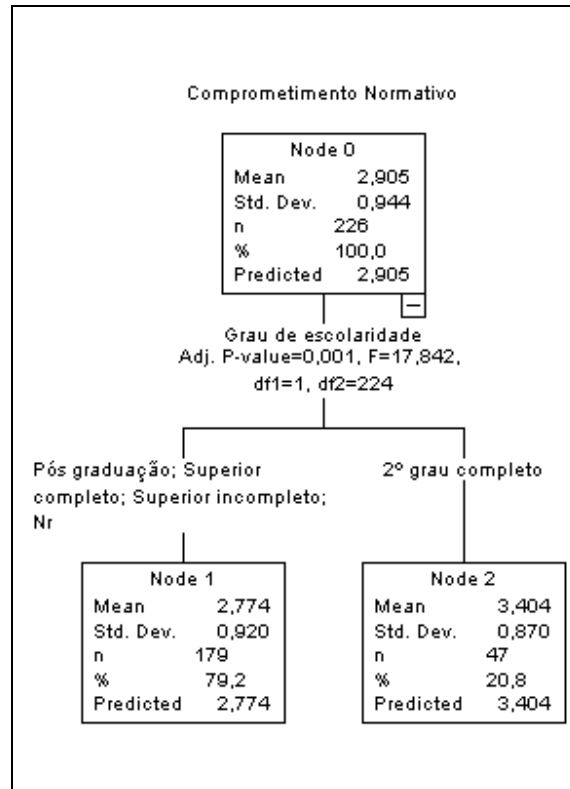 Comprometimento Normativo
Node 0
Mean 2,905
Std. Dev. 0,944
n 226
% 100,0
Predicted 2,905
Grau de escolaridade
Adj. P-value=0,001, F=17,842,
df1=1, df2=224
Pós graduação; Superior
completo; Superior incompleto;
Nr
2º grau completo
Node 1
Mean 2,774
Std. Dev. 0,920
n 179
% 79,2
Predicted 2,774
Node 2
Mean 3,404
Std. Dev. 0,870
n 47
% 20,8
Predicted 3,404